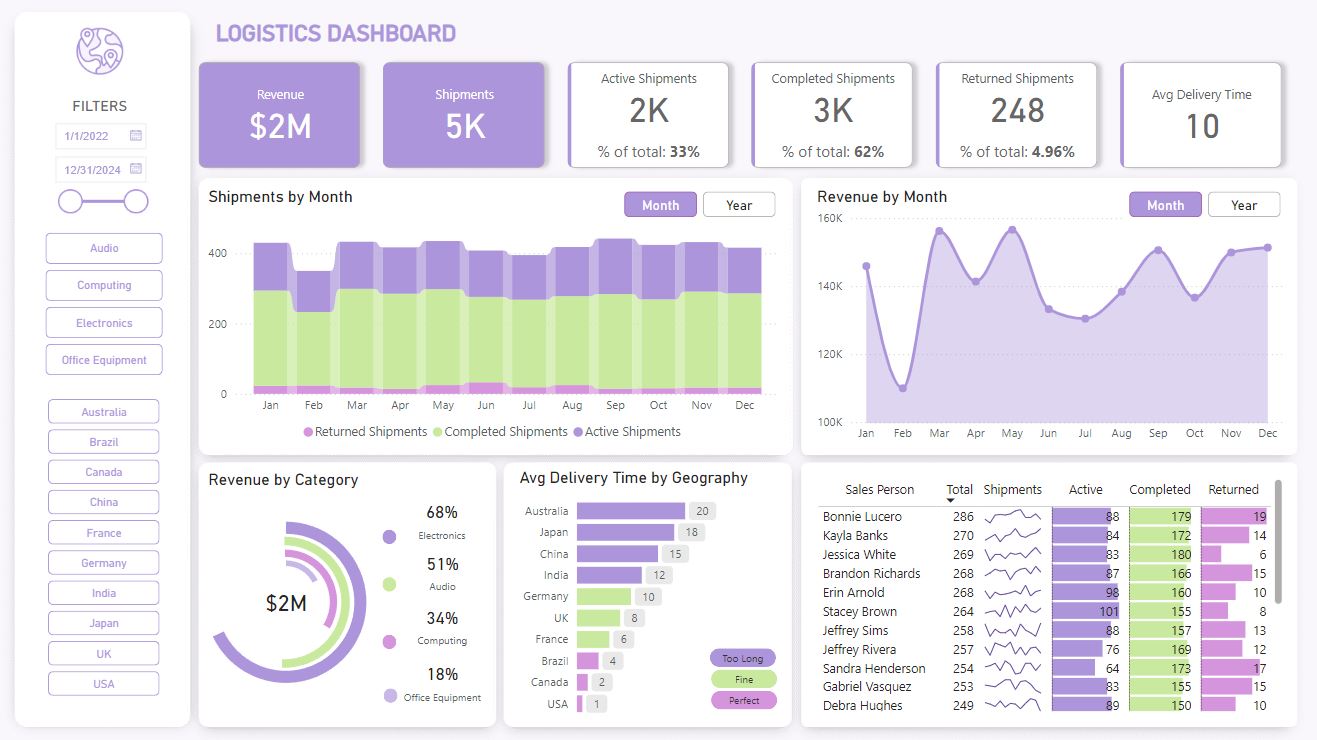 LOGISTICS DASHBOARD
FILTERS
1/1/2022
12/31/2024
Audio
Computing
Electronics
Office Equipment
Australia
Brazil
Canada
China
France
Germany
India
Japan
UK
USA
Revenue
$2M
Shipments
5K
Active Shipments
2K
% of total: 33%
Completed Shipments
3K
% of total: 62%
Returned Shipments
248
% of total: 4.96%
Avg Delivery Time
10
Shipments by Month
Month Year
400
200
0
Jan Feb Mar Apr May Jun Jul Aug Sep Oct Nov Dec
Returned Shipments Completed Shipments Active Shipments
Revenue by Month
Month Year
160K
140K
120K
100K
Jan Feb Mar Apr May Jun Jul Aug Sep Oct Nov Dec
Revenue by Category
$2M
68%
Electronics
51%
Audio
34%
Computing
18%
Office Equipment
Avg Delivery Time by Geography
Australia 20
Japan 18
China 15
India 12
Germany 10
UK 8
France 6
Brazil 4
Canada 2
USA 1
Too Long
Fine
Perfect
Sales Person Total Shipments Active Completed Returned
Bonnie Lucero 286 88 179 19
Kayla Banks 270 84 172 14
Jessica White 269 83 180 6
Brandon Richards 268 87 166 15
Erin Arnold 268 98 160 10
Stacey Brown 264 101 155 8
Jeffrey Sims 258 88 157 13
Jeffrey Rivera 257 76 169 12
Sandra Henderson 254 64 173 17
Gabriel Vasquez 253 83 155 15
Debra Hughes 249 89 150 10